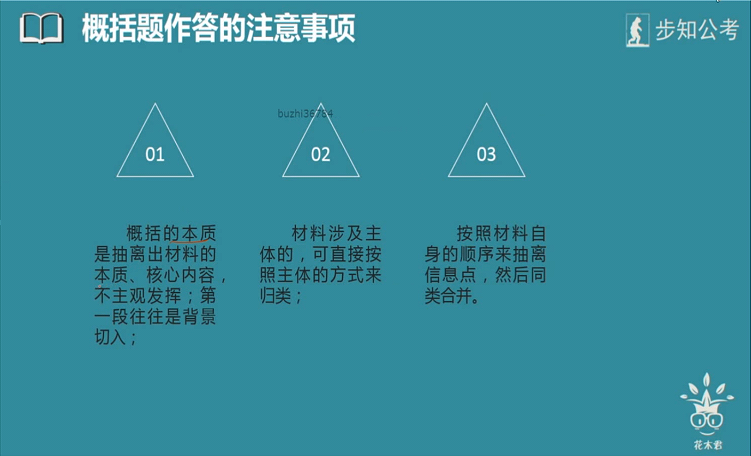 概括题作答的注意事项
步知公考
buzhi36784
01
02
03
概括的本质
是抽离出材料的
本质、核心内容，
不主观发挥；第
一段往往是背景
切入；
材料涉及主
体的，可直接按
照主体的方式来
归类；
按照材料自
身的顺序来抽离
信息点，然后同
类合并。
花木君